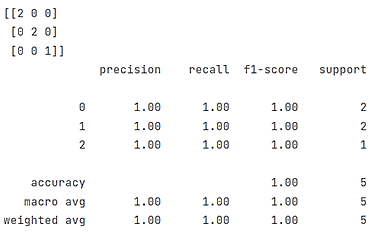 [[2 0 0]
 [0 2 0]
 [0 0 1]]
              precision    recall  f1-score   support

           0       1.00      1.00      1.00         2
           1       1.00      1.00      1.00         2
           2       1.00      1.00      1.00         1

    accuracy                           1.00         5
   macro avg       1.00      1.00      1.00         5
weighted avg       1.00      1.00      1.00         5